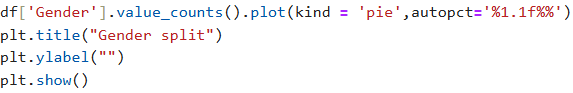 df['Gender'].value_counts().plot(kind = 'pie',autopct='%1.1f%%')
plt.title("Gender split")
plt.ylabel("")
plt.show()